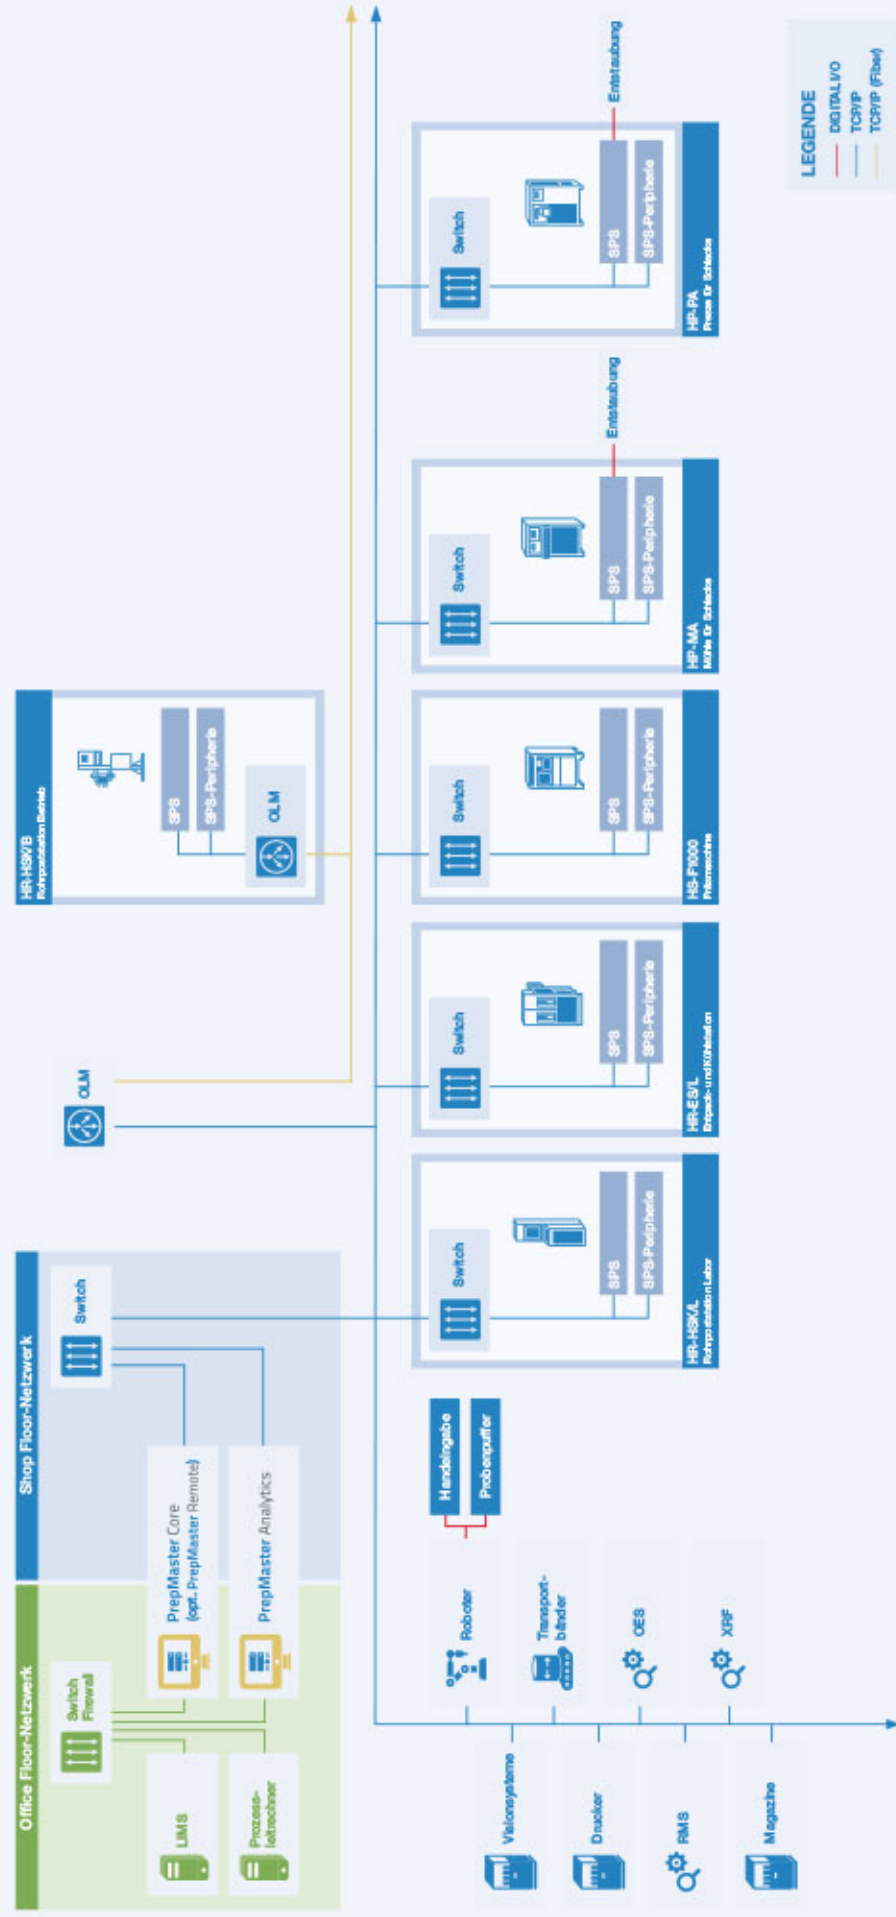 Office Floor-Netzwerk
Shop Floor-Netzwerk
Switch
Firewall
LIMS
Prozess-
leitrechner
PrepMaster Core
(opt. PrepMaster Remote)
PrepMaster Analytics
Switch
OLM
HR-HSK/B
Rohrpoststation Betrieb
SPS
SPS-Peripherie
OLM
Visionsysteme
Drucker
RMS
Magazine
Roboter
Transport-
bänder
OES
XRF
Handeingabe
Probenpuffer
Switch
SPS
SPS-Peripherie
HR-HSK/L
Rohrpoststation Labor
Switch
SPS
SPS-Peripherie
HR-ES/L
Entpack- und Kühlstation
Switch
SPS
SPS-Peripherie
HS-F1000
Fräsmaschine
Switch
SPS
SPS-Peripherie
Entstaubung
HP-MA
Mühle für Schlacke
Switch
SPS
SPS-Peripherie
Entstaubung
HP-PA
Presse für Schlacke
LEGENDE
DIGITAL I/O
TCP/IP
TCP/IP (Fiber)